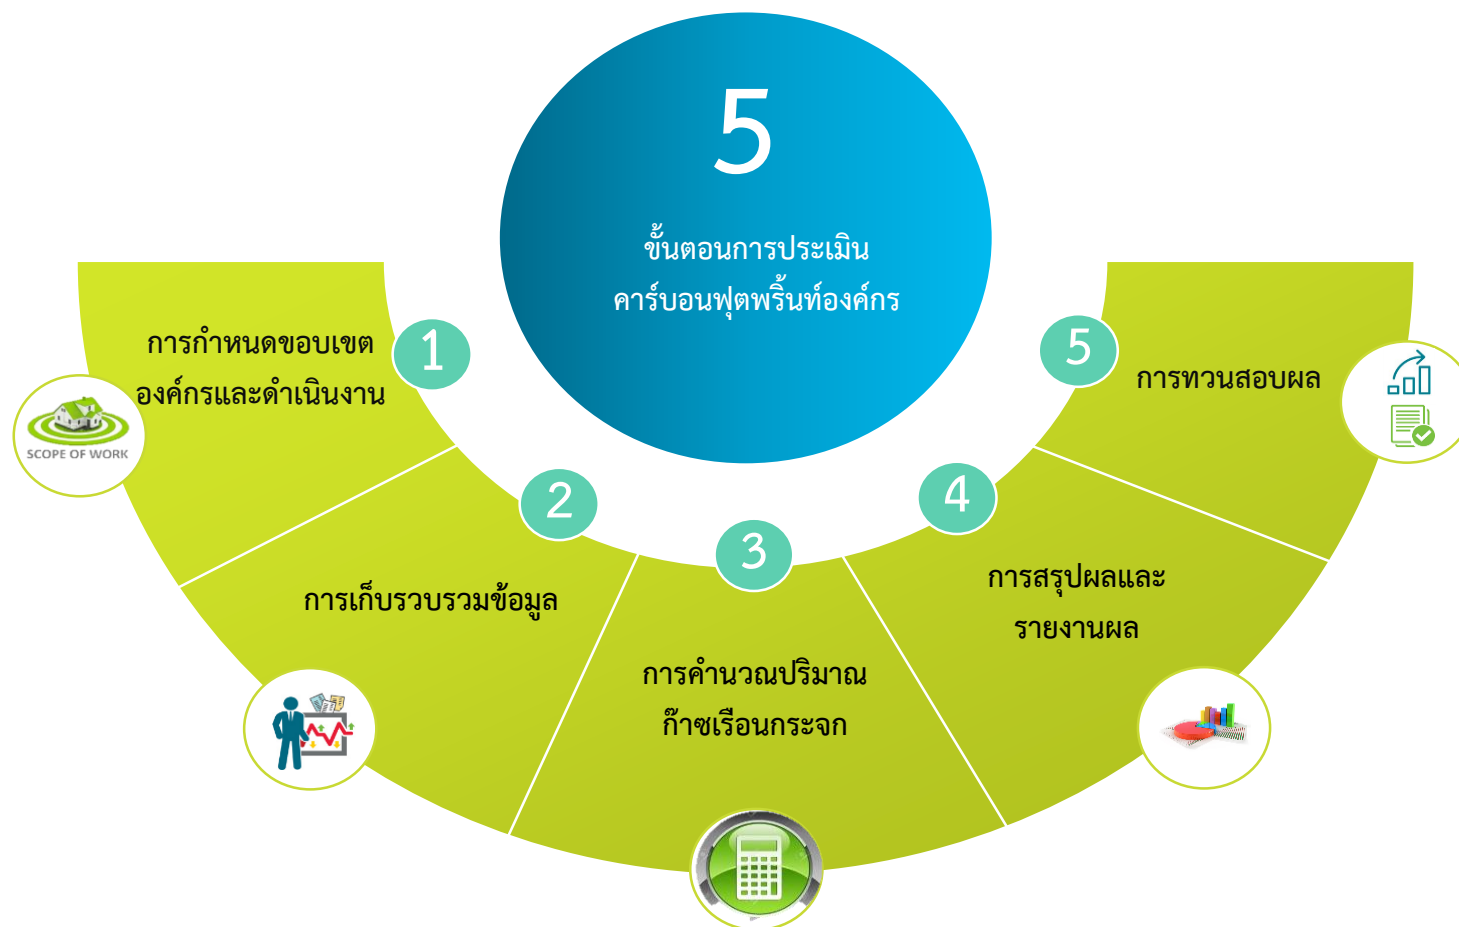 5
ขั้นตอนการประเมิน
คาร์บอนฟุตพริ้นท์องค์กร
1
การกำหนดขอบเขต
องค์กรและดำเนินงาน
SCOPE OF WORK
2
การเก็บรวบรวมข้อมูล
3
การคำนวณปริมาณ
ก๊าซเรือนกระจก
4
การสรุปผลและ
รายงานผล
5
การทวนสอบผล